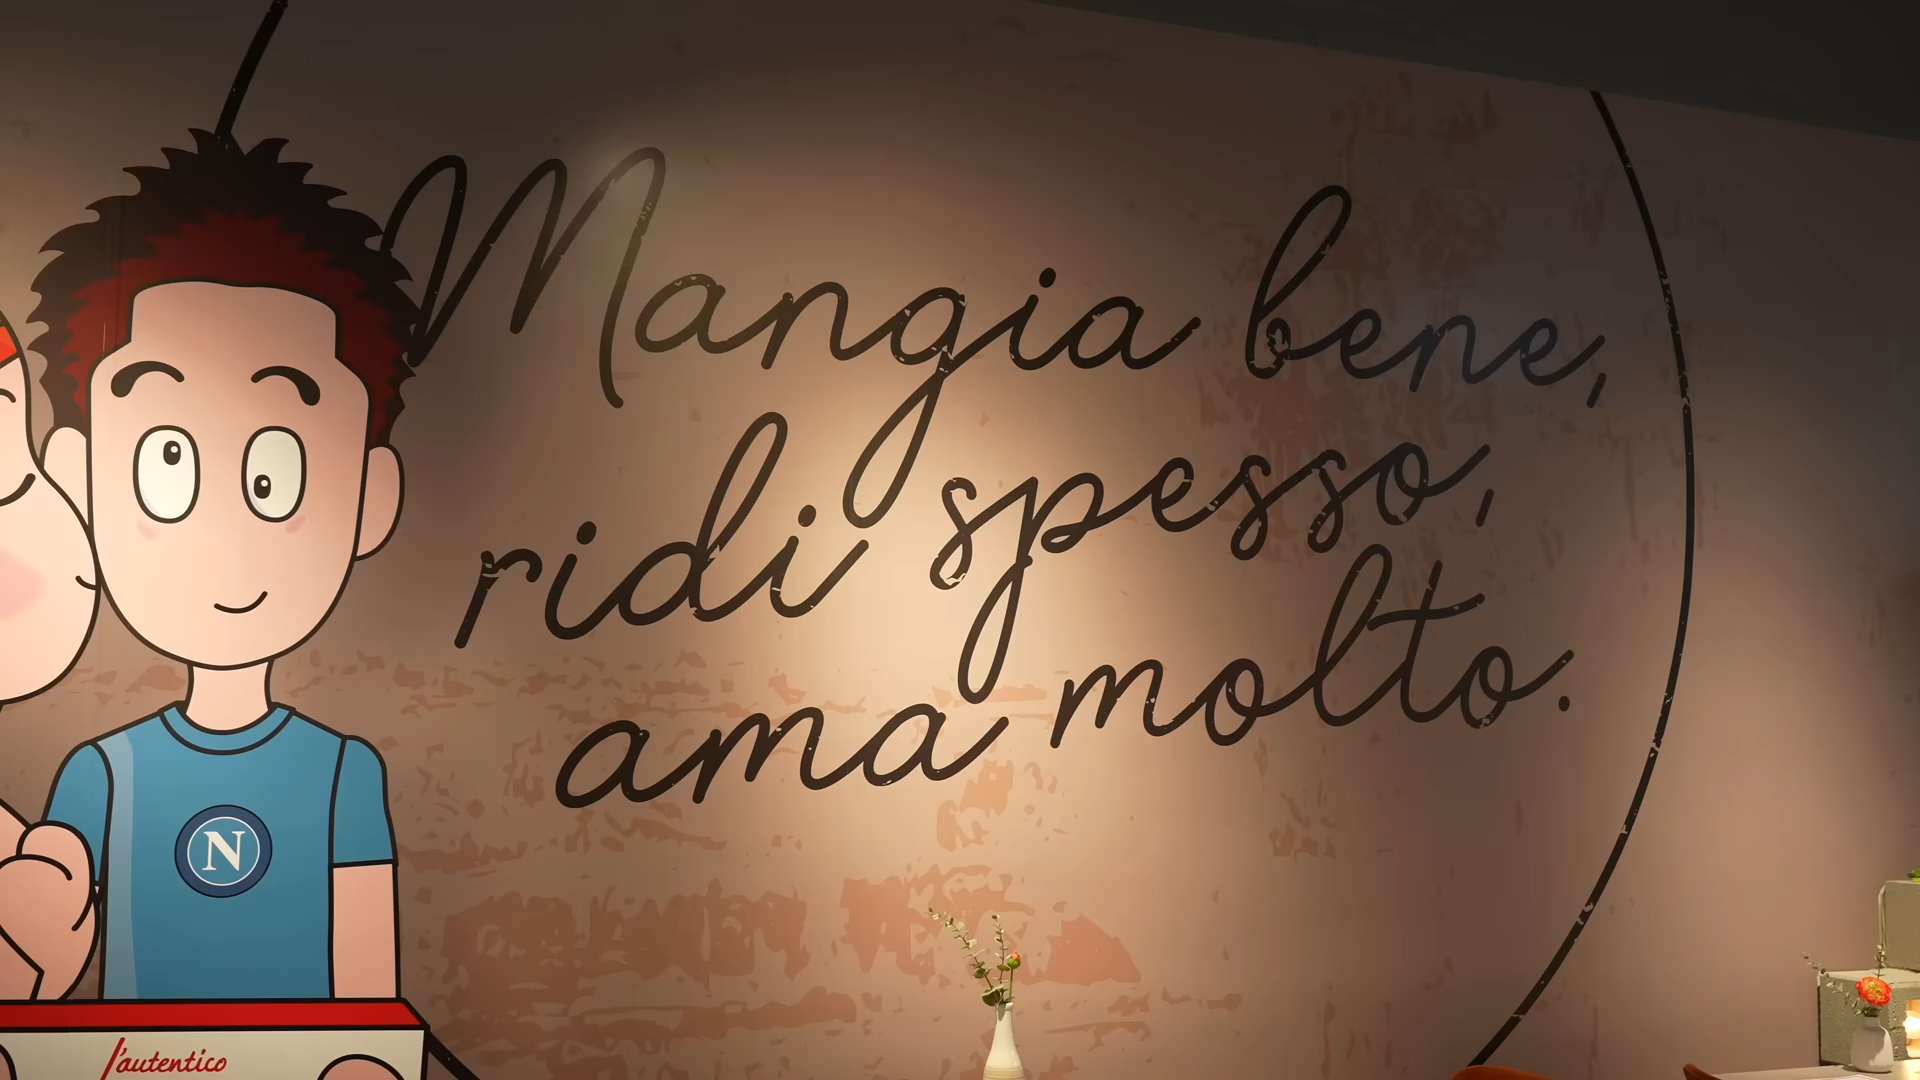 Mangia bene,
ridi spesso,
ama molto.
N
l'autentico